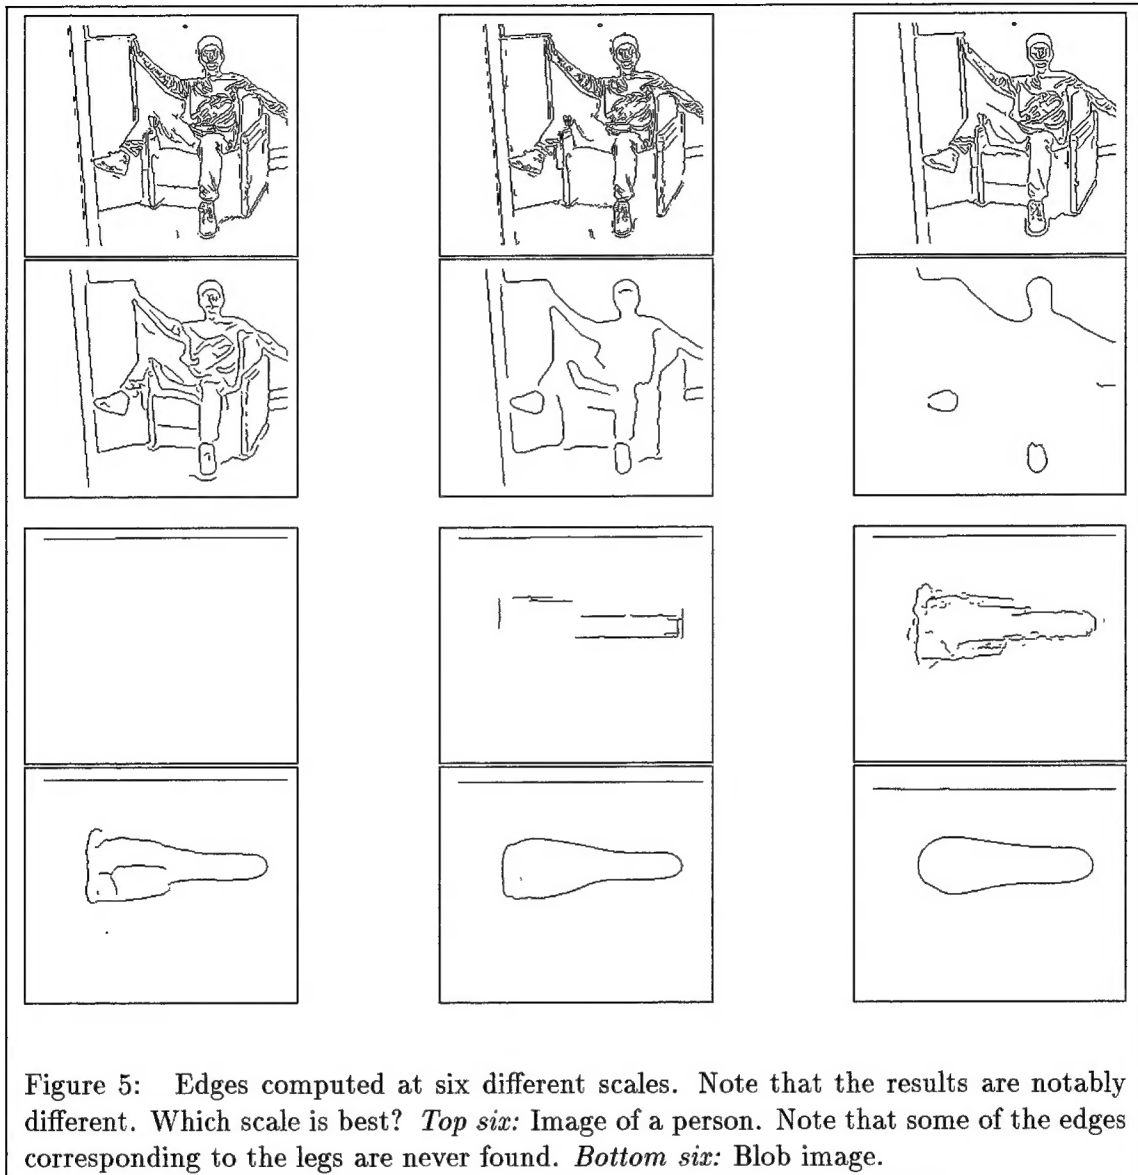 Figure 5: Edges computed at six different scales. Note that the results are notably
different. Which scale is best? Top six: Image of a person. Note that some of the edges
corresponding to the legs are never found. Bottom six: Blob image.